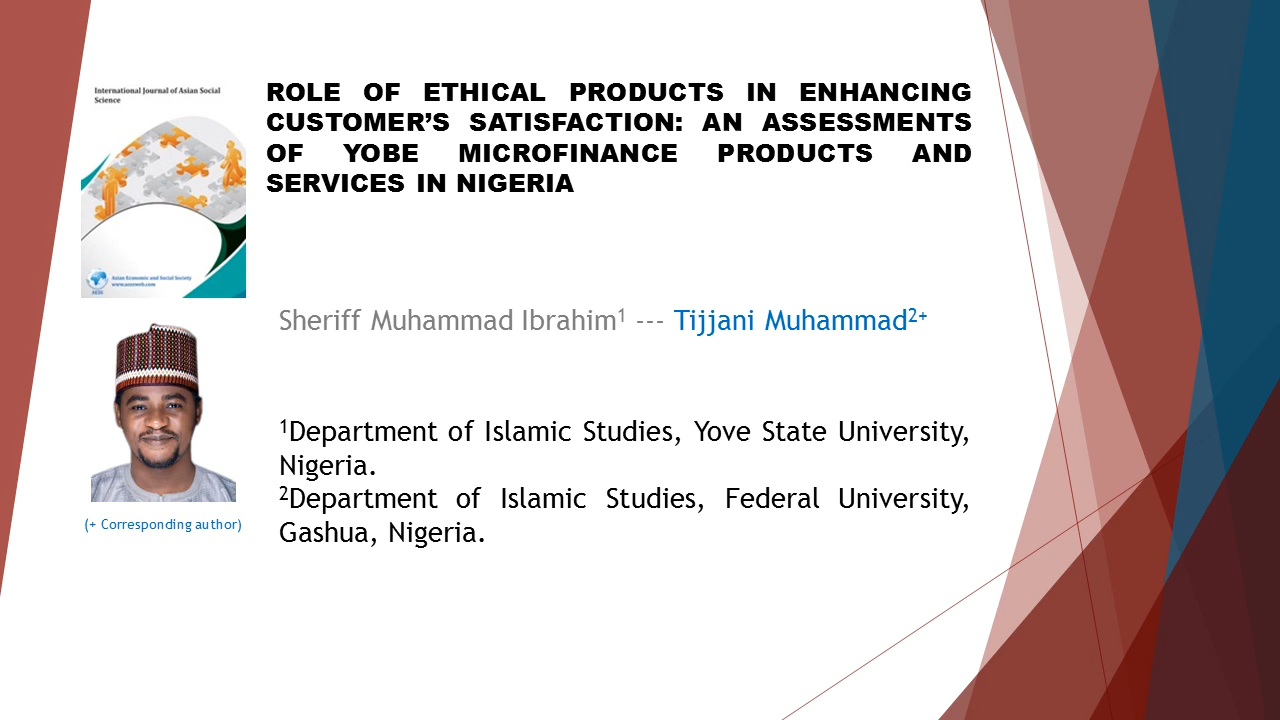 International Journal of Asian Social
Science
ROLE OF ETHICAL PRODUCTS IN ENHANCING
CUSTOMER’S SATISFACTION: AN ASSESSMENTS
OF YOBE MICROFINANCE PRODUCTS AND
SERVICES IN NIGERIA
Asian Economic and Social Society
www.aessweb.com
AESS
Sheriff Muhammad Ibrahim¹ --- Tijjani Muhammad²⁺
¹Department of Islamic Studies, Yove State University,
Nigeria.
²Department of Islamic Studies, Federal University,
Gashua, Nigeria.
(+ Corresponding author)